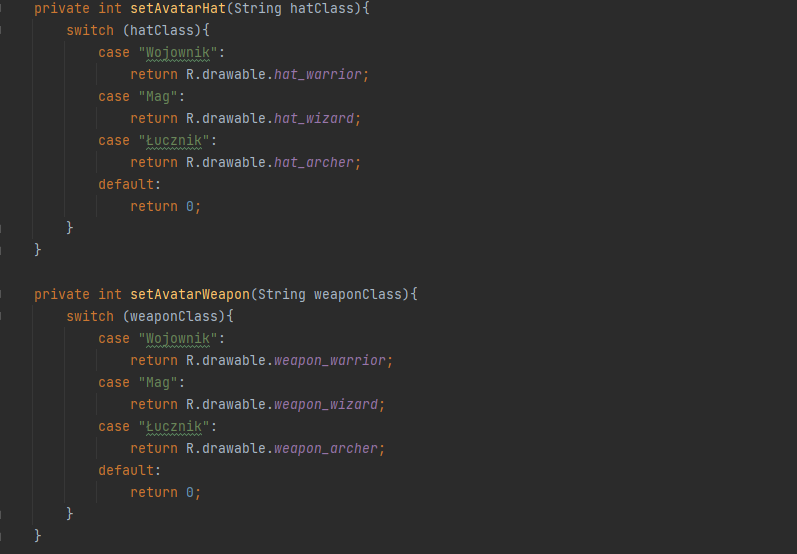 private int setAvatarHat(String hatClass){
switch (hatClass){
case "Wojownik":
return R.drawable.hat_warrior;
case "Mag":
return R.drawable.hat_wizard;
case "Łucznik":
return R.drawable.hat_archer;
default:
return 0;
}
}
private int setAvatarWeapon(String weaponClass){
switch (weaponClass){
case "Wojownik":
return R.drawable.weapon_warrior;
case "Mag":
return R.drawable.weapon_wizard;
case "Łucznik":
return R.drawable.weapon_archer;
default:
return 0;
}
}